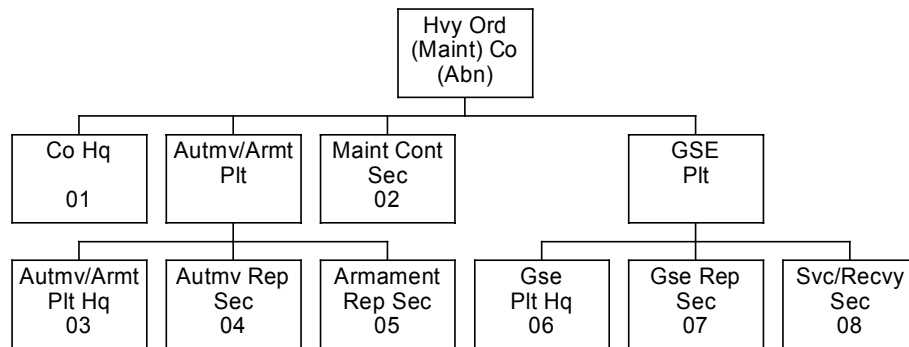 Hvy Ord
(Maint) Co
(Abn)
Co Hq
01
Autmv/Armt
Plt
Maint Cont
Sec
02
GSE
Plt
Autmv/Armt
Plt Hq
03
Autmv Rep
Sec
04
Armament
Rep Sec
05
Gse
Plt Hq
06
Gse Rep
Sec
07
Svc/Recvy
Sec
08